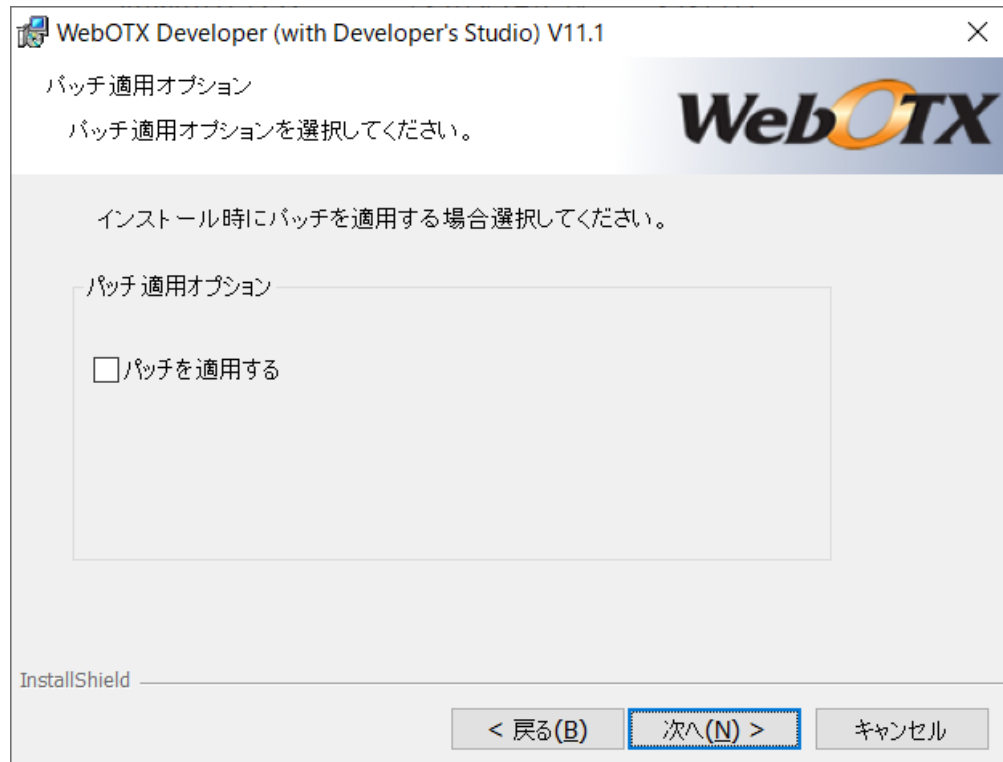 WebOTX Developer (with Developer's Studio) V11.1
パッチ適用オプション
パッチ適用オプションを選択してください。
WebOTX
インストール時にパッチを適用する場合選択してください。
パッチ適用オプション
パッチを適用する
InstallShield
< 戻る(B)
次へ(N) >
キャンセル